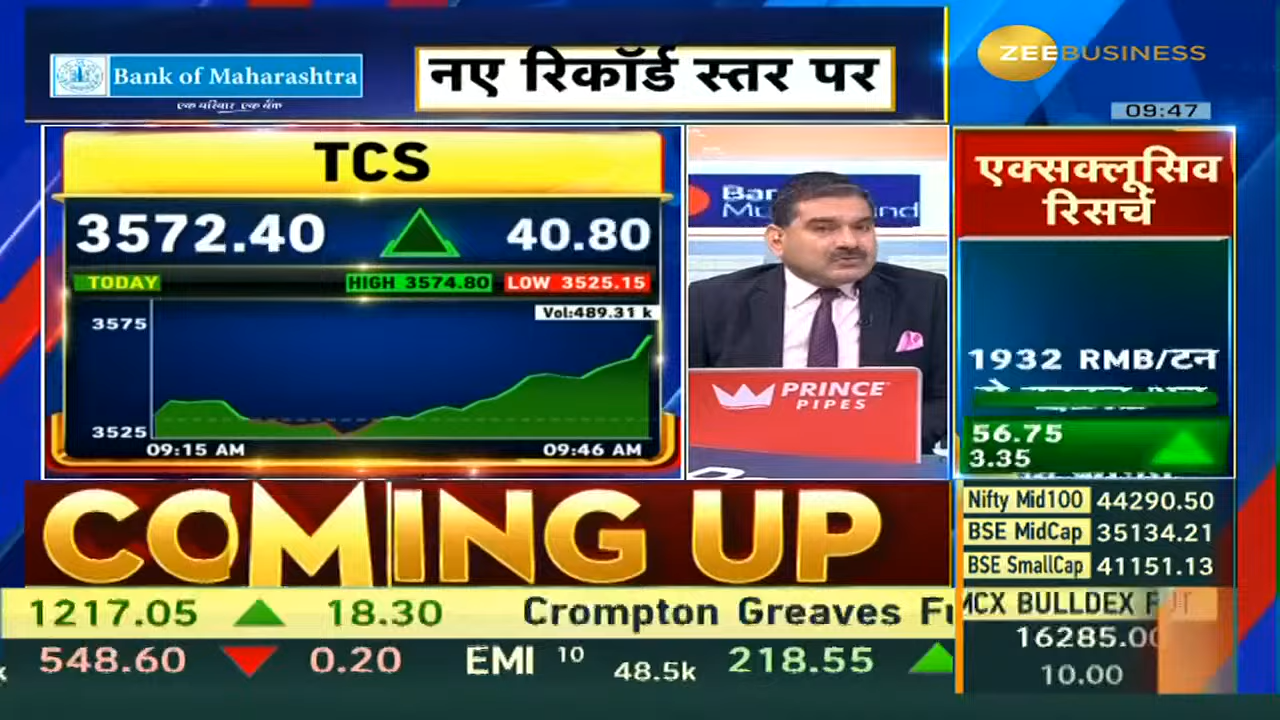 Bank of Maharashtra
एक परिवार एक बैंक
नए रिकॉर्ड स्तर पर
ZEEBUSINESS
09:47
TCS
3572.40 40.80
TODAY HIGH 3574.80 LOW 3525.15
Vol:489.31 k
3575
3525
09:15 AM 09:46 AM
PRINCE
PIPES
एक्सक्लूसिव
रिसर्च
1932 RMB/टन
56.75
3.35
Nifty Mid100 44290.50
BSE MidCap 35134.21
BSE SmallCap 41151.13
MCX BULLDEX FUT
16285.00
10.00
COMING UP
1217.05 18.30 Crompton Greaves
548.60 0.20 EMI 10 48.5k 218.55